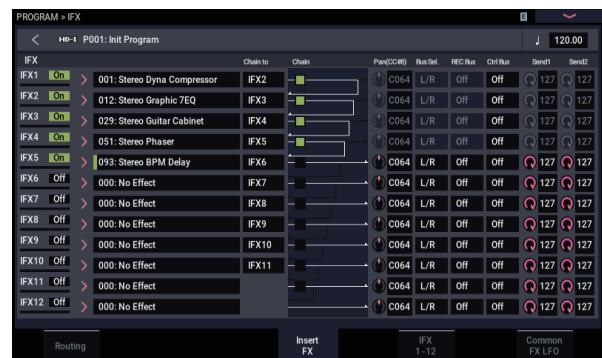 PROGRAM > IFX E
< HD-1 P001: Init Program ♩ 120.00
IFX Chain to Chain Pan(CC#8) Bus Sel. REC Bus Ctrl Bus Send1 Send2
IFX1 On > 001: Stereo Dyna Compressor IFX2 C064 L/R Off Off 127 127
IFX2 On > 012: Stereo Graphic 7EQ IFX3 C064 L/R Off Off 127 127
IFX3 On > 029: Stereo Guitar Cabinet IFX4 C064 L/R Off Off 127 127
IFX4 On > 051: Stereo Phaser IFX5 C064 L/R Off Off 127 127
IFX5 On > 093: Stereo BPM Delay IFX6 C064 L/R Off Off 127 127
IFX6 Off > 000: No Effect IFX7 C064 L/R Off Off 127 127
IFX7 Off > 000: No Effect IFX8 C064 L/R Off Off 127 127
IFX8 Off > 000: No Effect IFX9 C064 L/R Off Off 127 127
IFX9 Off > 000: No Effect IFX10 C064 L/R Off Off 127 127
IFX10 Off > 000: No Effect IFX11 C064 L/R Off Off 127 127
IFX11 Off > 000: No Effect C064 L/R Off Off 127 127
IFX12 Off > 000: No Effect C064 L/R Off Off 127 127
Routing
Insert
FX
IFX
1-12
Common
FX LFO